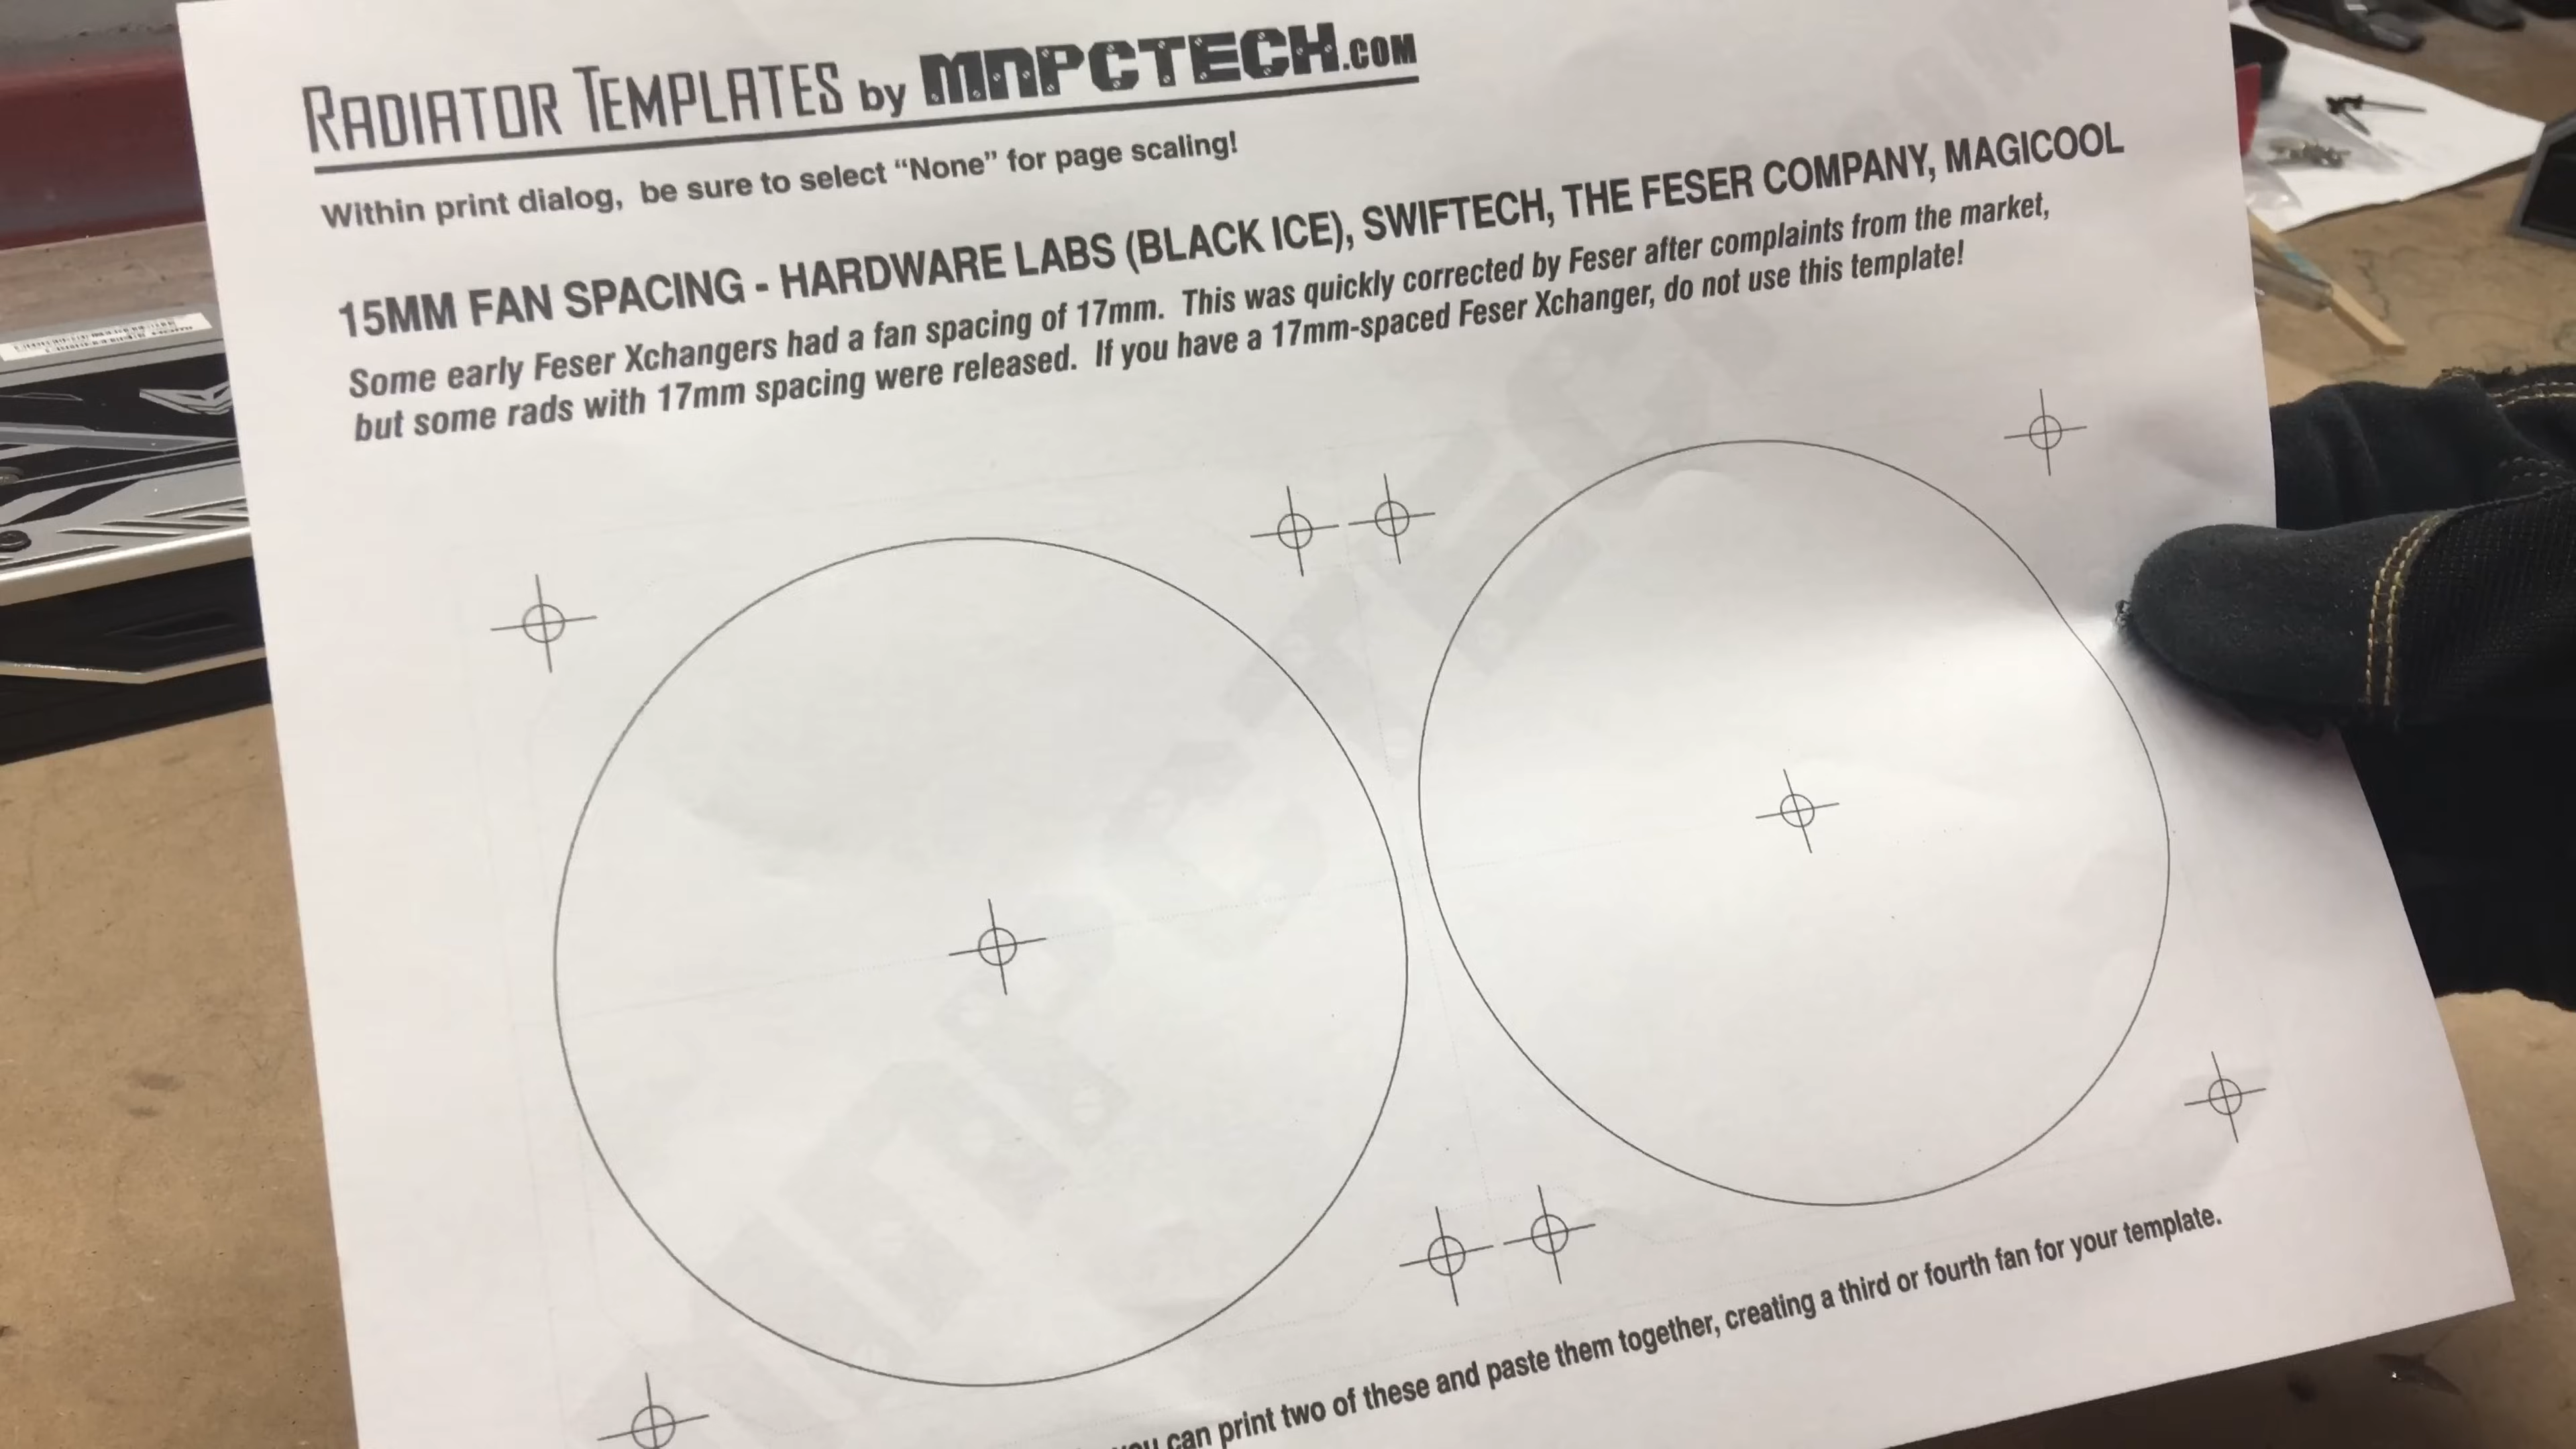 RADIATOR TEMPLATES by MNPCTECH.COM
Within print dialog, be sure to select “None” for page scaling!
15MM FAN SPACING - HARDWARE LABS (BLACK ICE), SWIFTECH, THE FESER COMPANY, MAGICOOL
Some early Feser Xchangers had a fan spacing of 17mm. This was quickly corrected by Feser after complaints from the market,
but some rads with 17mm spacing were released. If you have a 17mm-spaced Feser Xchanger, do not use this template!
can print two of these and paste them together, creating a third or fourth fan for your template.